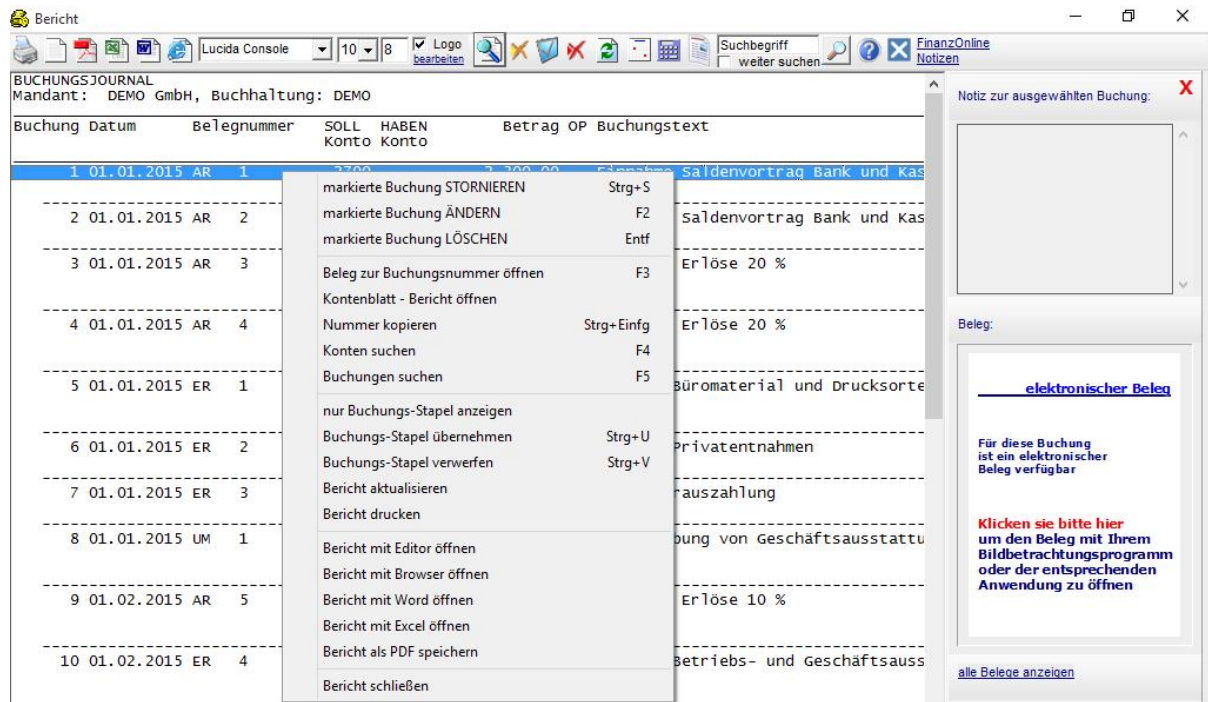 Bericht
Lucida Console 10 8 Logo bearbeiten Suchbegriff weiter suchen FinanzOnline Notizen
BUCHUNGSJOURNAL
Mandant: DEMO GmbH, Buchhaltung: DEMO
Buchung Datum Belegnummer SOLL HABEN Betrag OP Buchungstext
Konto Konto
1 01.01.2015 AR 1 Saldenvortrag Bank und Kas
2 01.01.2015 AR 2 Saldenvortrag Bank und Kas
3 01.01.2015 AR 3 Erlöse 20 %
4 01.01.2015 AR 4 Erlöse 20 %
5 01.01.2015 ER 1 Büromaterial und Drucksorte
6 01.01.2015 ER 2 Privatentnahmen
7 01.01.2015 ER 3 rauszahlung
8 01.01.2015 UM 1 bung von Geschäftsausstattu
9 01.02.2015 AR 5 Erlöse 10 %
10 01.02.2015 ER 4 Betriebs- und Geschäftsauss
markierte Buchung STORNIEREN Strg+S
markierte Buchung ÄNDERN F2
markierte Buchung LÖSCHEN Entf
Beleg zur Buchungsnummer öffnen F3
Kontenblatt - Bericht öffnen
Nummer kopieren Strg+Einfg
Konten suchen F4
Buchungen suchen F5
nur Buchungs-Stapel anzeigen
Buchungs-Stapel übernehmen Strg+U
Buchungs-Stapel verwerfen Strg+V
Bericht aktualisieren
Bericht drucken
Bericht mit Editor öffnen
Bericht mit Browser öffnen
Bericht mit Word öffnen
Bericht mit Excel öffnen
Bericht als PDF speichern
Bericht schließen
Notiz zur ausgewählten Buchung: X
Beleg:
elektronischer Beleg
Für diese Buchung
ist ein elektronischer
Beleg verfügbar
Klicken sie bitte hier
um den Beleg mit Ihrem
Bildbetrachtungsprogramm
oder der entsprechenden
Anwendung zu öffnen
alle Belege anzeigen